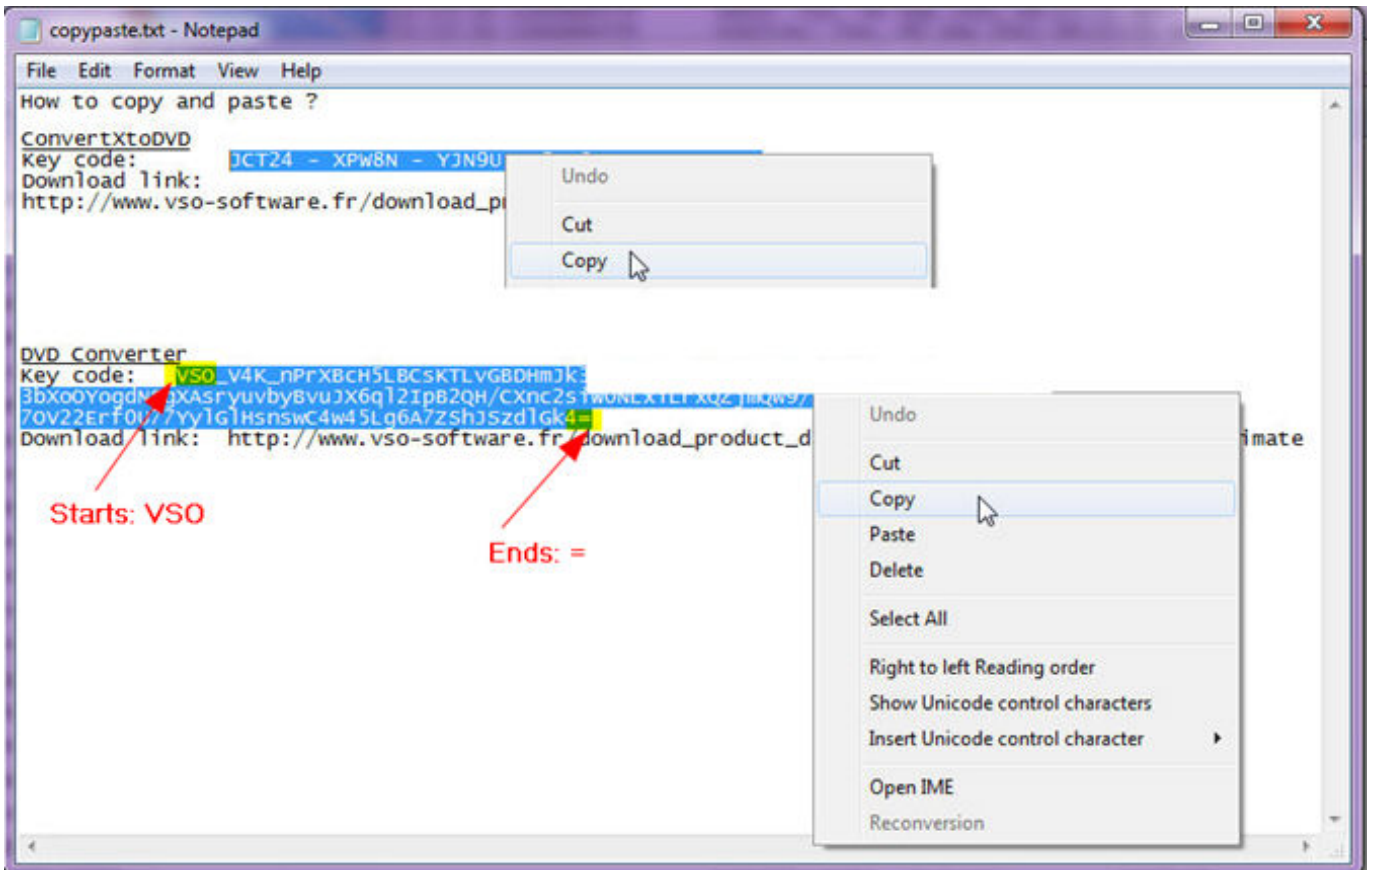 copypaste.txt - Notepad
File Edit Format View Help
How to copy and paste ?
ConvertXtoDVD
Key code: JCT24 - XPW8N - YJN9U
Download link:
http://www.vso-software.fr/download_p
Undo
Cut
Copy
DVD Converter
Key code: VSO_V4K_nPrXBcH5LBCsKTLvGBDHmJk
Download link: http://www.vso-software.fr/download_product_d imate
Starts: VSO
Ends: =
Undo
Cut
Copy
Paste
Delete
Select All
Right to left Reading order
Show Unicode control characters
Insert Unicode control character
Open IME
Reconversion